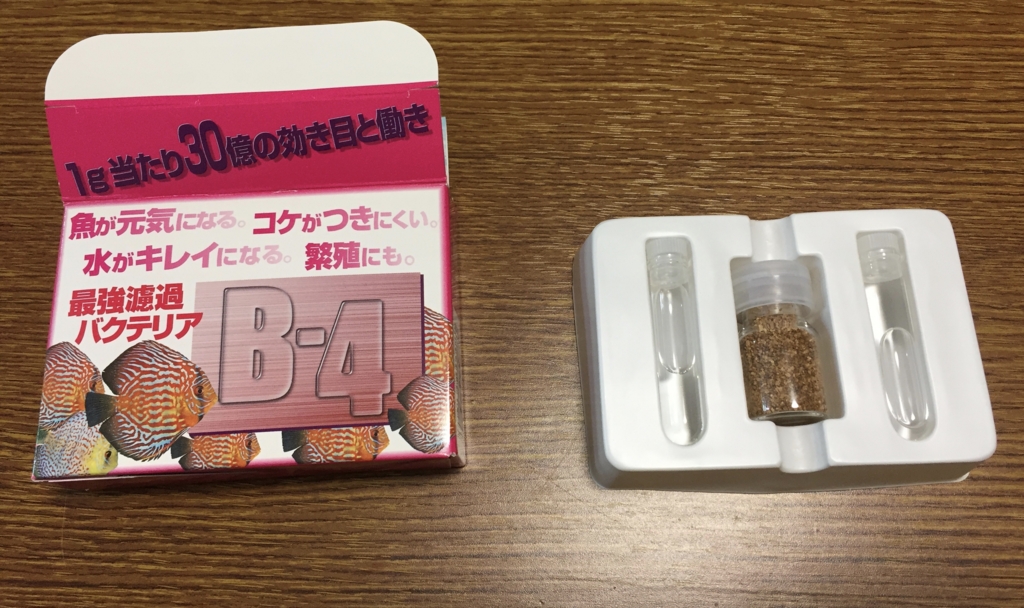 1g当たり30億の効き目と働き
魚が元気になる。コケがつきにくい。
水がキレイになる。繁殖にも。
最強濾過
バクテリア
B-4